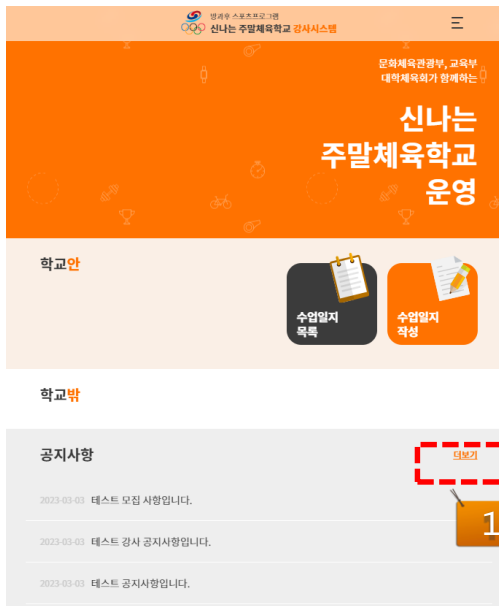 방과후 스포츠프로그램
신나는 주말체육학교 강사시스템
문화체육관광부, 교육부
대학체육회가 함께하는
신나는
주말체육학교
운영
학교안
수업일지
목록
수업일지
작성
학교밖
공지사항
더보기
2023-03-03 테스트 모집 사항입니다.
1
2023-03-03 테스트 강사 공지사항입니다.
2023-03-03 테스트 공지사항입니다.